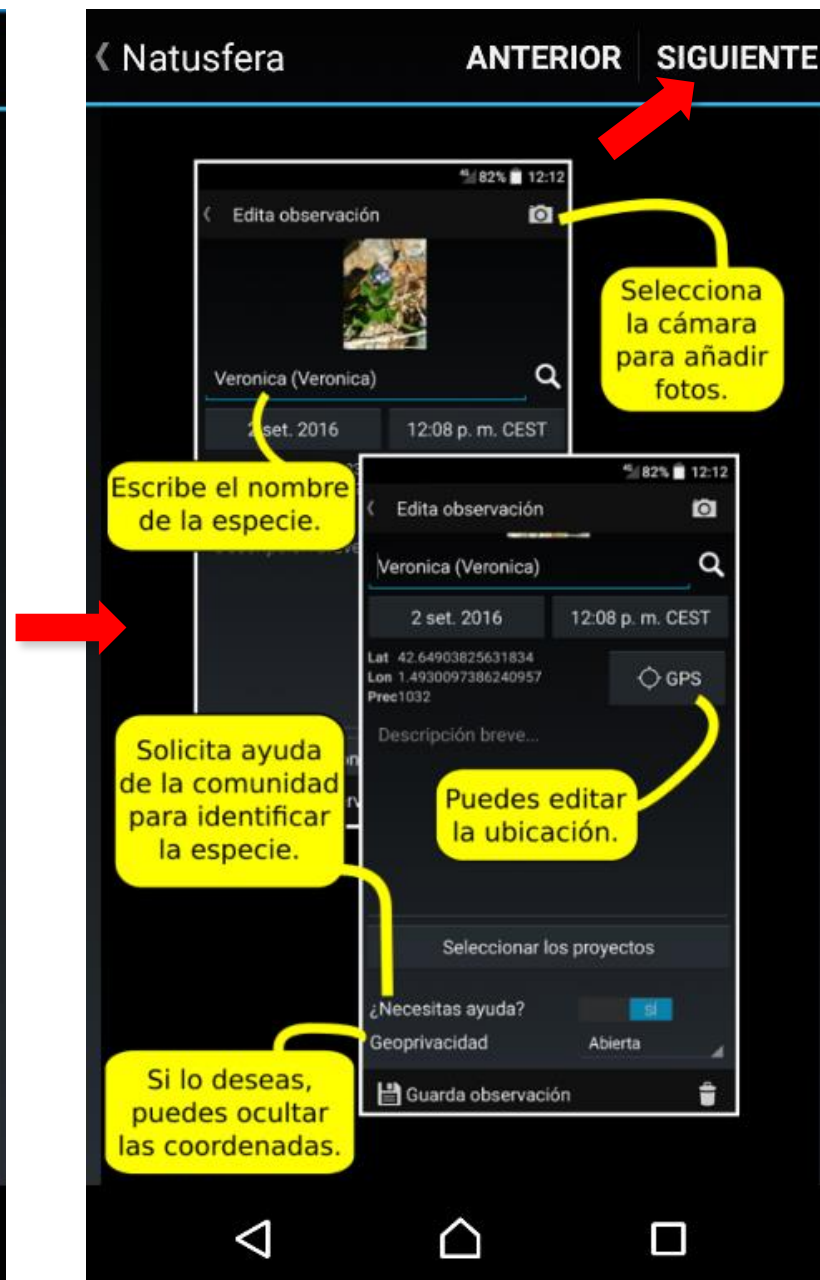 Natusfera
ANTERIOR
SIGUIENTE
82% 12:12
Edita observación
Selecciona
la cámara
para añadir
fotos.
Veronica (Veronica)
2 set. 2016
12:08 p. m. CEST
Escribe el nombre
de la especie.
82% 12:12
Edita observación
Veronica (Veronica)
2 set. 2016
12:08 p. m. CEST
Lat 42.64903825631834
Lon 1.4930097386240957
Prec1032
GPS
Descripción breve...
Puedes editar
la ubicación.
Solicita ayuda
de la comunidad
para identificar
la especie.
Seleccionar los proyectos
¿Necesitas ayuda?
sí
Geoprivacidad
Abierta
Si lo deseas,
puedes ocultar
las coordenadas.
Guarda observación